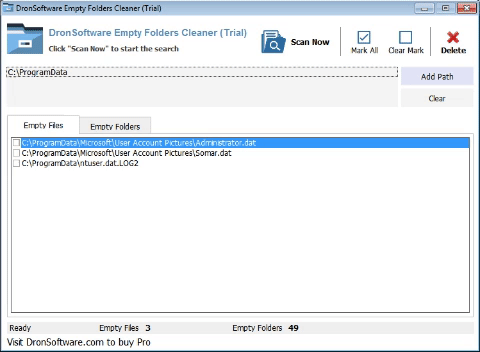 DronSoftware Empty Folders Cleaner (Trial)
DronSoftware Empty Folders Cleaner (Trial)
Click "Scan Now" to start the search
Scan Now
Mark All
Clear Mark
Delete
C:\ProgramData
Add Path
Clear
Empty Files
Empty Folders
C:\ProgramData\Microsoft\User Account Pictures\Administrator.dat
C:\ProgramData\Microsoft\User Account Pictures\Somar.dat
C:\ProgramData\ntuser.dat.LOG2
Ready Empty Files 3 Empty Folders 49
Visit DronSoftware.com to buy Pro